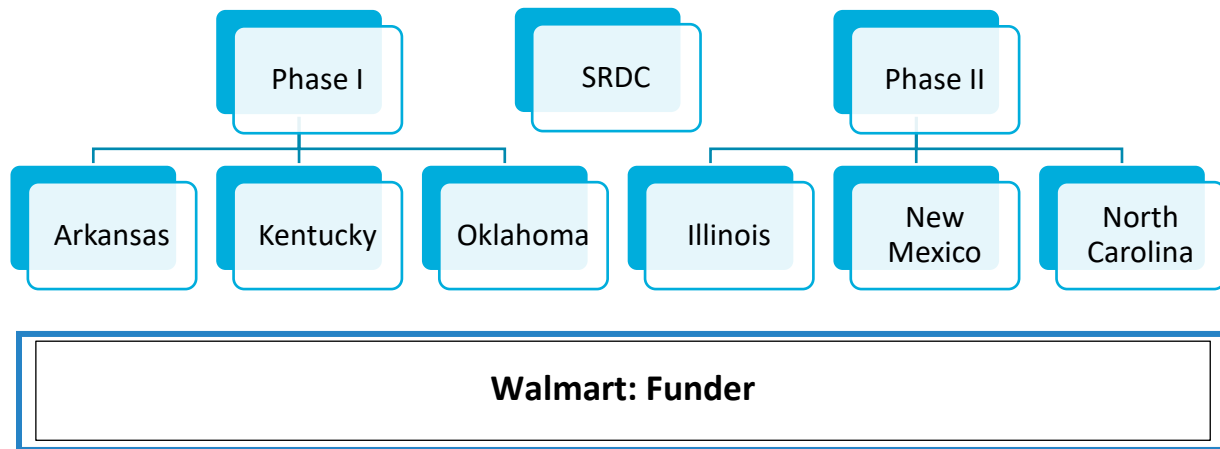 Phase I
SRDC
Phase II
Arkansas
Kentucky
Oklahoma
Illinois
New
Mexico
North
Carolina
Walmart: Funder